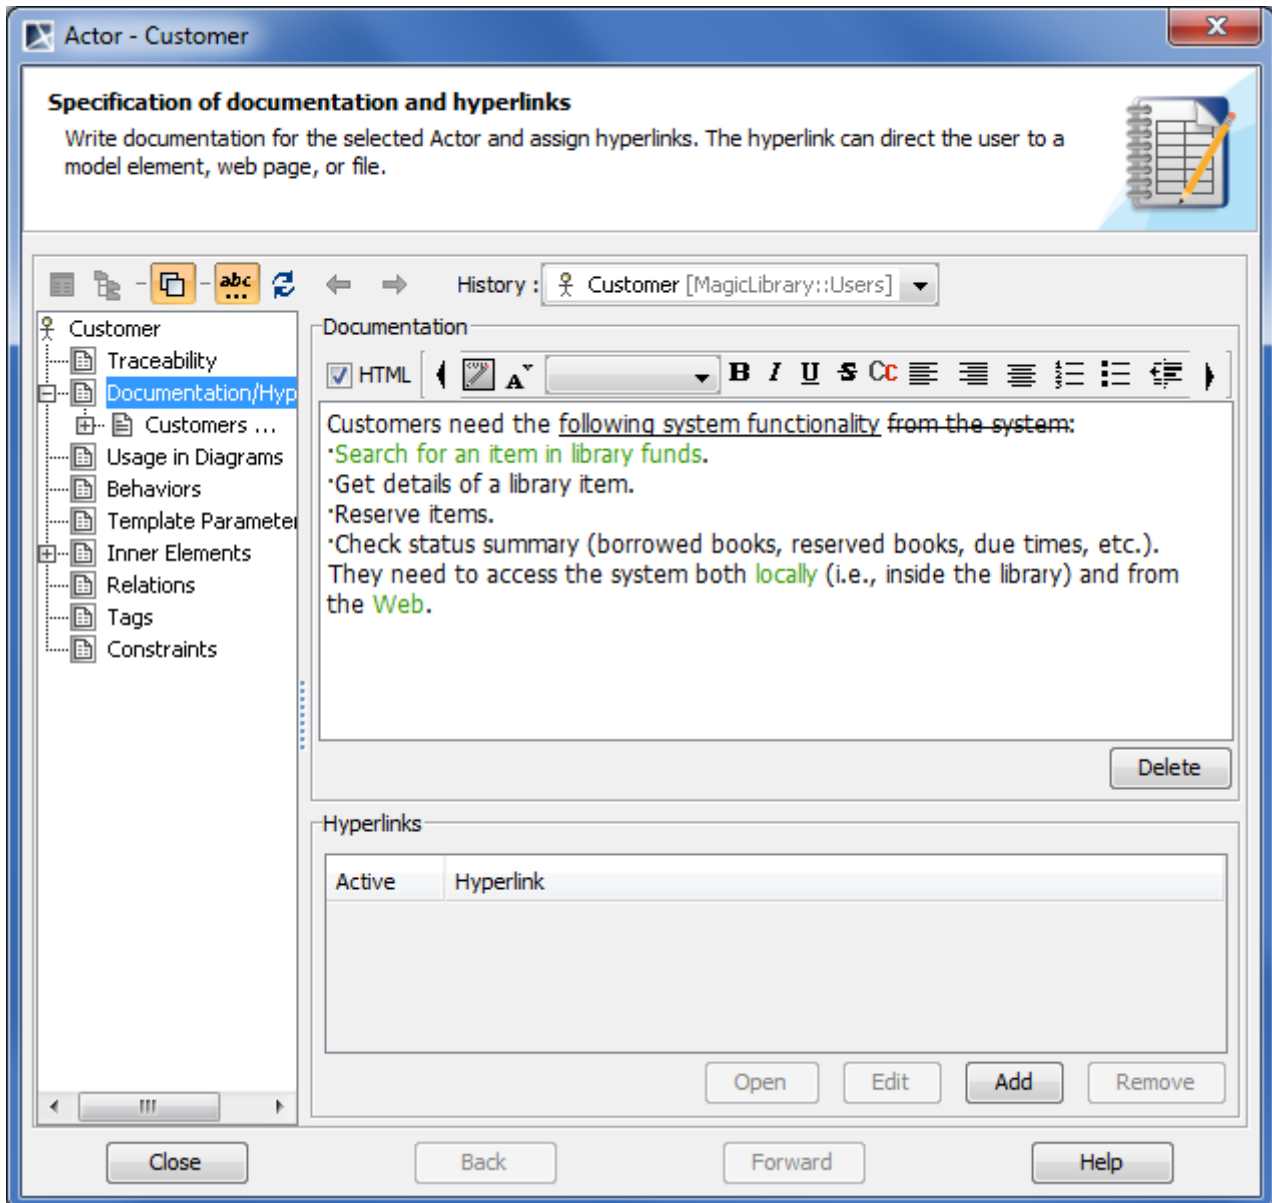 Actor - Customer
Specification of documentation and hyperlinks
Write documentation for the selected Actor and assign hyperlinks. The hyperlink can direct the user to a
model element, web page, or file.
abc
History : Customer [MagicLibrary::Users]
Customer
Traceability
Documentation/Hyp
Customers ...
Usage in Diagrams
Behaviors
Template Parameter
Inner Elements
Relations
Tags
Constraints
Documentation
HTML A B I U S CC
Customers need the following system functionality from the system:
·Search for an item in library funds.
·Get details of a library item.
·Reserve items.
·Check status summary (borrowed books, reserved books, due times, etc.).
They need to access the system both locally (i.e., inside the library) and from
the Web.
Delete
Hyperlinks
Active Hyperlink
Open Edit Add Remove
Close Back Forward Help